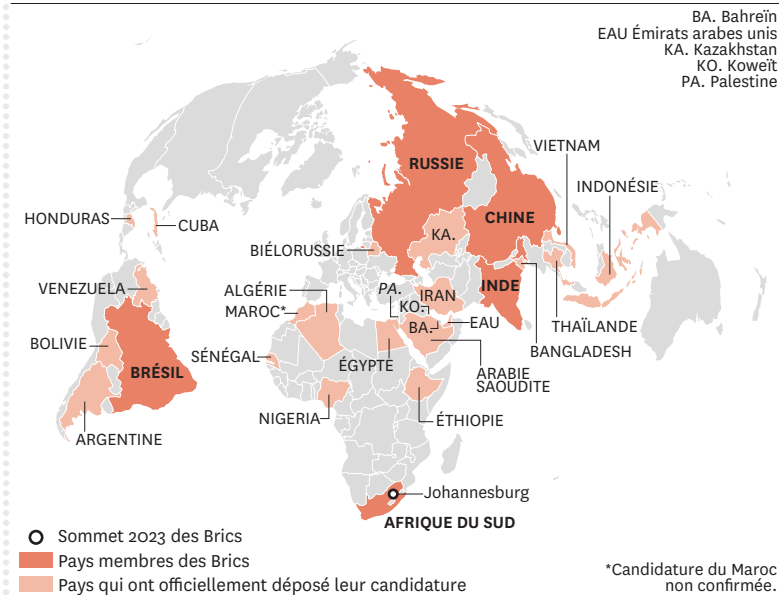 BA. Bahreïn
EAU Émirats arabes unis
KA. Kazakhstan
KO. Koweït
PA. Palestine
VIETNAM
RUSSIE
INDONÉSIE
HONDURAS
CUBA
CHINE
KA.
BIÉLORUSSIE
VENEZUELA
ALGÉRIE
PA.
IRAN
INDE
MAROC*
KO.
BA.
EAU
THAÏLANDE
BOLIVIE
SÉNÉGAL
BRÉSIL
ÉGYPTE
BANGLADESH
ARABIE
SAOUDITE
NIGERIA
ÉTHIOPIE
ARGENTINE
Johannesburg
AFRIQUE DU SUD
Sommet 2023 des Brics
Pays membres des Brics
Pays qui ont officiellement déposé leur candidature
*Candidature du Maroc
non confirmée.